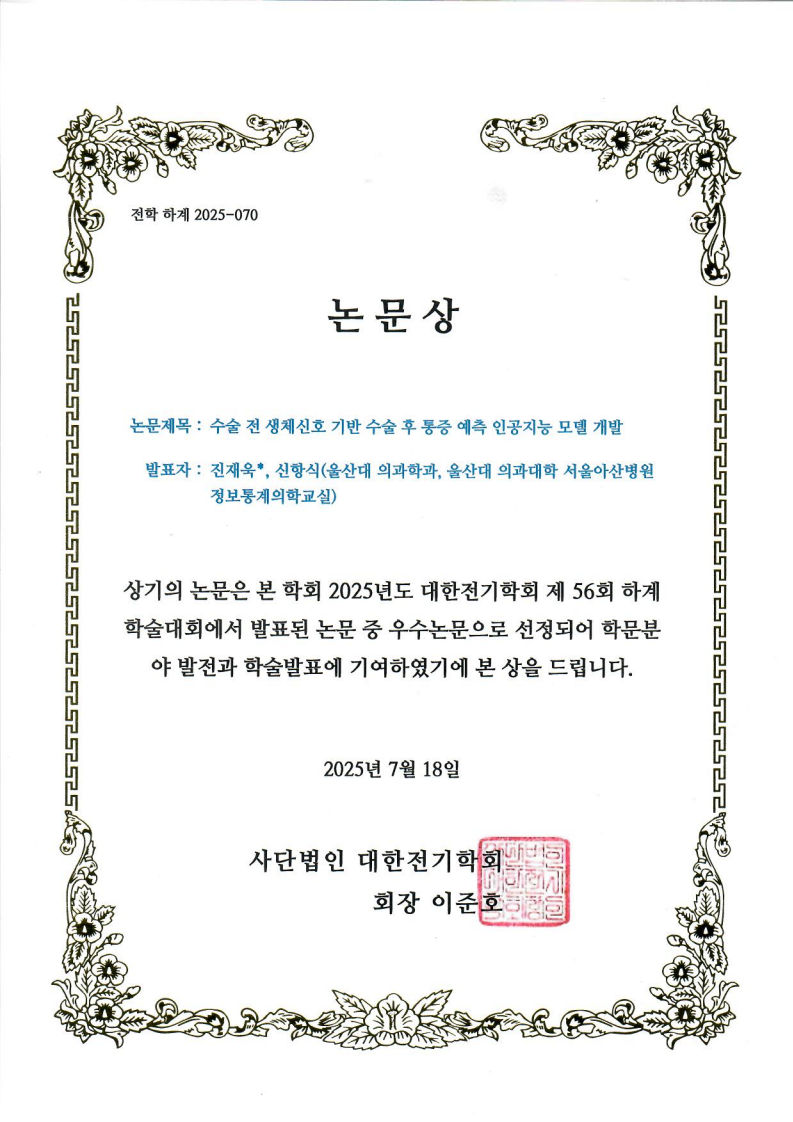 전학 하계 2025-070
논 문 상
논문제목 : 수술 전 생체신호 기반 수술 후 통증 예측 인공지능 모델 개발
발표자 : 진재욱*, 신항식(울산대 의과학과, 울산대 의과대학 서울아산병원
정보통계의학교실)
상기의 논문은 본 학회 2025년도 대한전기학회 제 56회 하계
학술대회에서 발표된 논문 중 우수논문으로 선정되어 학문분
야 발전과 학술발표에 기여하였기에 본 상을 드립니다.
2025년 7월 18일
사단법인 대한전기학회
회장 이준호